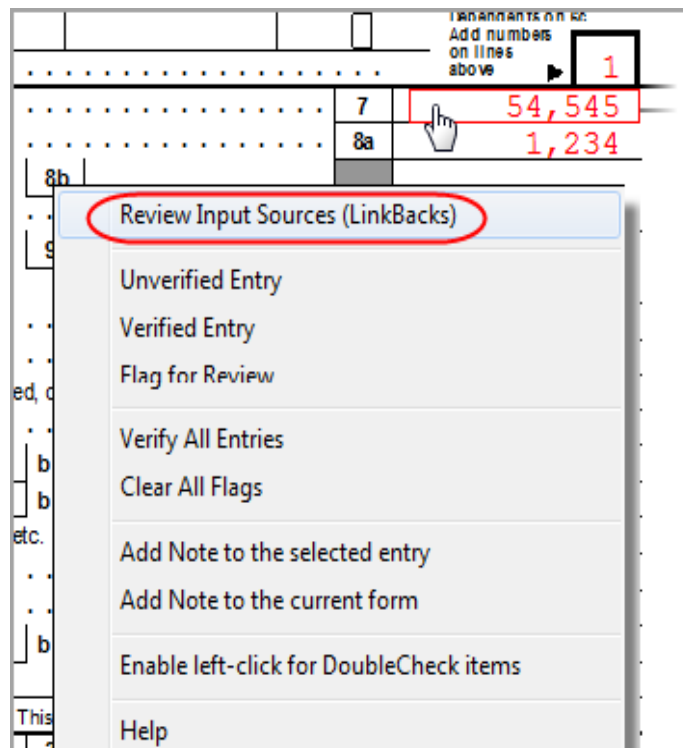 Dependents on 6c
Add numbers
on lines
above
1
7
54,545
8a
1,234
8b
Review Input Sources (LinkBacks)
9
Unverified Entry
Verified Entry
Flag for Review
ed, c
Verify All Entries
b
Clear All Flags
b
etc.
Add Note to the selected entry
Add Note to the current form
b
Enable left-click for DoubleCheck items
This
Help